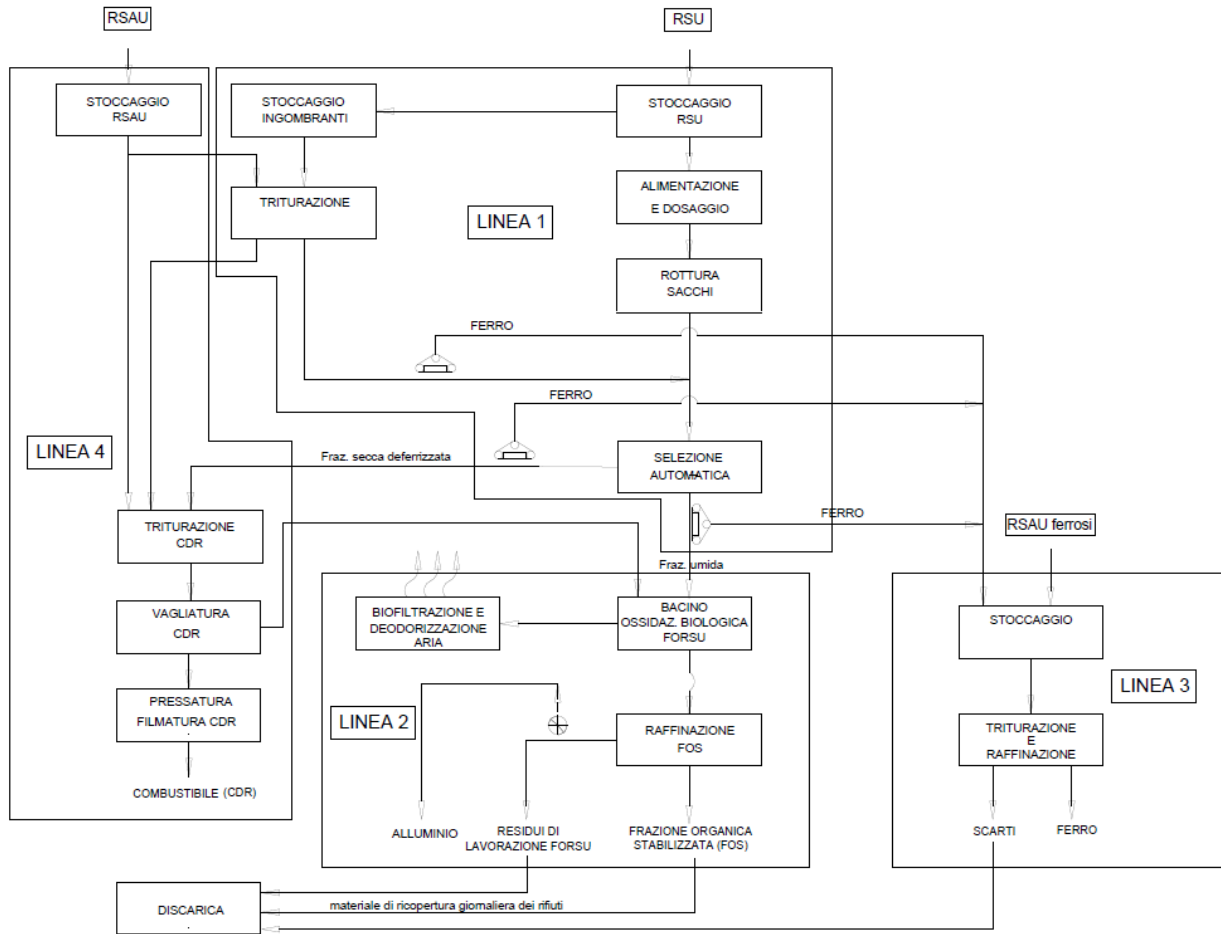 RSAU
RSU
STOCCAGGIO
RSAU
STOCCAGGIO
INGOMBRANTI
STOCCAGGIO
RSU
TRITURAZIONE
ALIMENTAZIONE
E DOSAGGIO
LINEA 1
ROTTURA
SACCHI
FERRO
FERRO
LINEA 4
Fraz. secca deferrizzata
SELEZIONE
AUTOMATICA
FERRO
RSAU ferrosi
TRITURAZIONE
CDR
Fraz. umida
VAGLIATURA
CDR
BIOFILTRAZIONE E
DEODORIZZAZIONE
ARIA
BACINO
OSSIDAZ. BIOLOGICA
FORSU
STOCCAGGIO
PRESSATURA
FILMATURA CDR
.
LINEA 2
RAFFINAZIONE
FOS
LINEA 3
TRITURAZIONE
E
RAFFINAZIONE
COMBUSTIBILE (CDR)
ALLUMINIO
RESIDUI DI
LAVORAZIONE FORSU
FRAZIONE ORGANICA
STABILIZZATA (FOS)
SCARTI
FERRO
DISCARICA
.
materiale di ricopertura giornaliera dei rifiuti